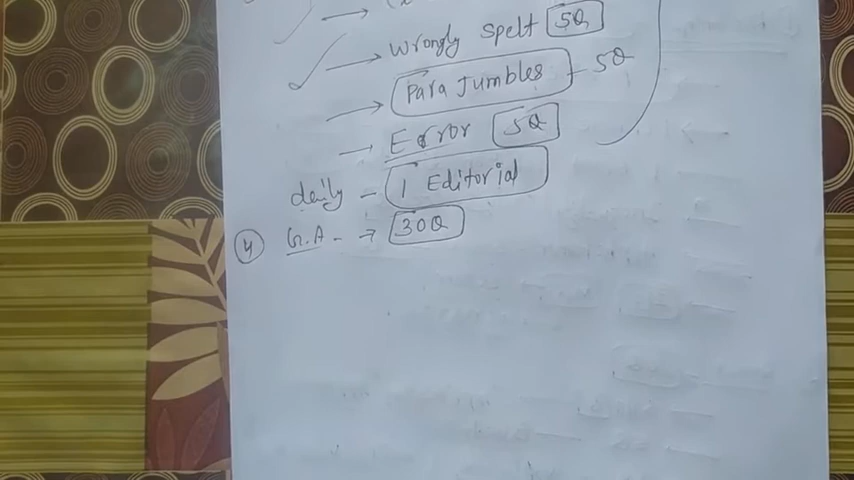 → Wrongly Spelt 5Q
→ Para Jumbles - 5Q
→ Error 5Q
daily - 1 Editorial
4 G.A. → 30Q